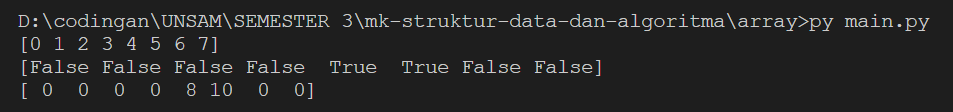 D:\codingan\UNSAM\SEMESTER 3\mk-struktur-data-dan-algoritma\array>py main.py
[0 1 2 3 4 5 6 7]
[False False False False  True  True False False]
[ 0  0  0  0  8 10  0  0]